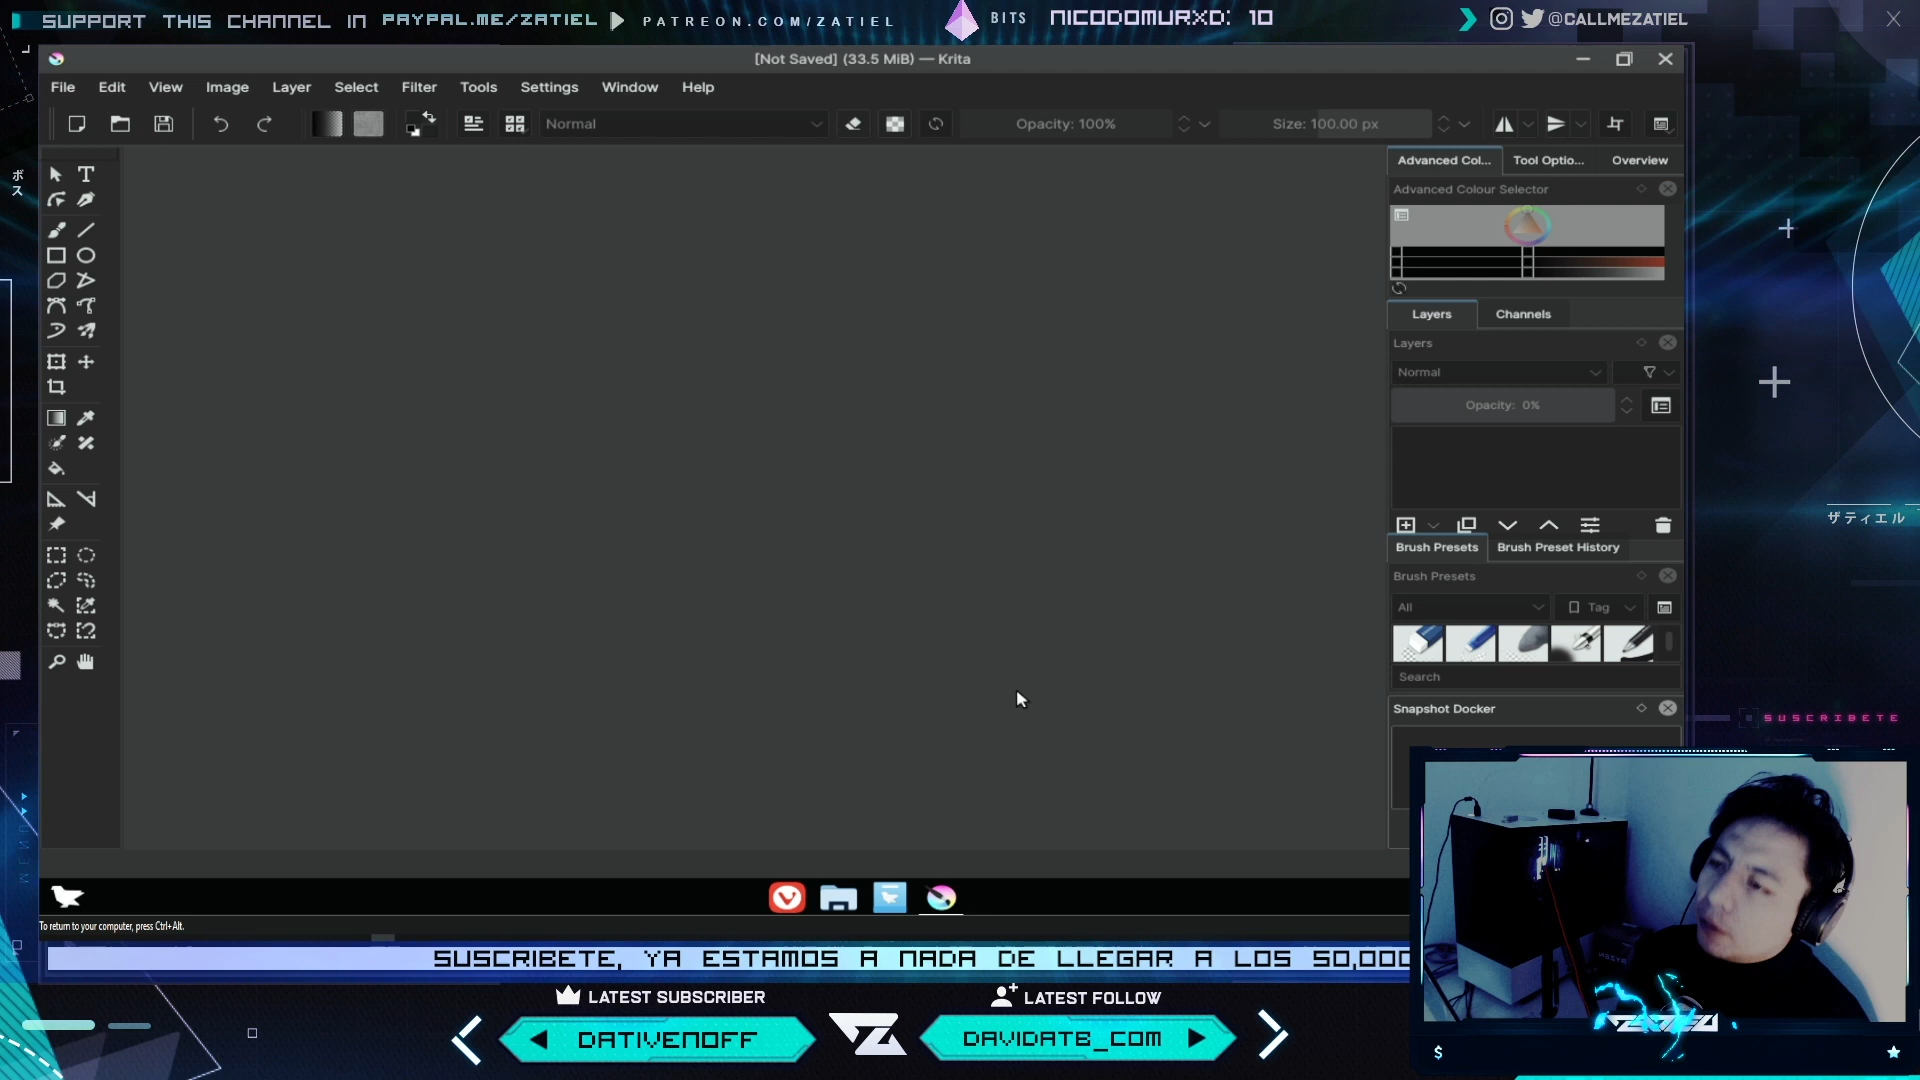 SUPPORT THIS CHANNEL IN PAYPAL.ME/ZATIEL PATREON.COM/ZATIEL
BITS NICODOMURXD: 10
@CALLMEZATIEL
[Not Saved] (33.5 MiB) — Krita
File Edit View Image Layer Select Filter Tools Settings Window Help
Normal
Opacity: 100%
Size: 100.00 px
Advanced Col... Tool Optio... Overview
Advanced Colour Selector
Layers Channels
Layers
Normal
Opacity: 0%
Brush Presets Brush Preset History
Brush Presets
All Tag
Search
Snapshot Docker
ボス
ザティエル
SUSCRIBETE
MENU
To return to your computer, press Ctrl+Alt.
SUSCRIBETE, YA ESTAMOS A NADA DE LLEGAR A LOS 50,000
LATEST SUBSCRIBER
DATIVENOFF
LATEST FOLLOW
DAVIDATB_COM
$